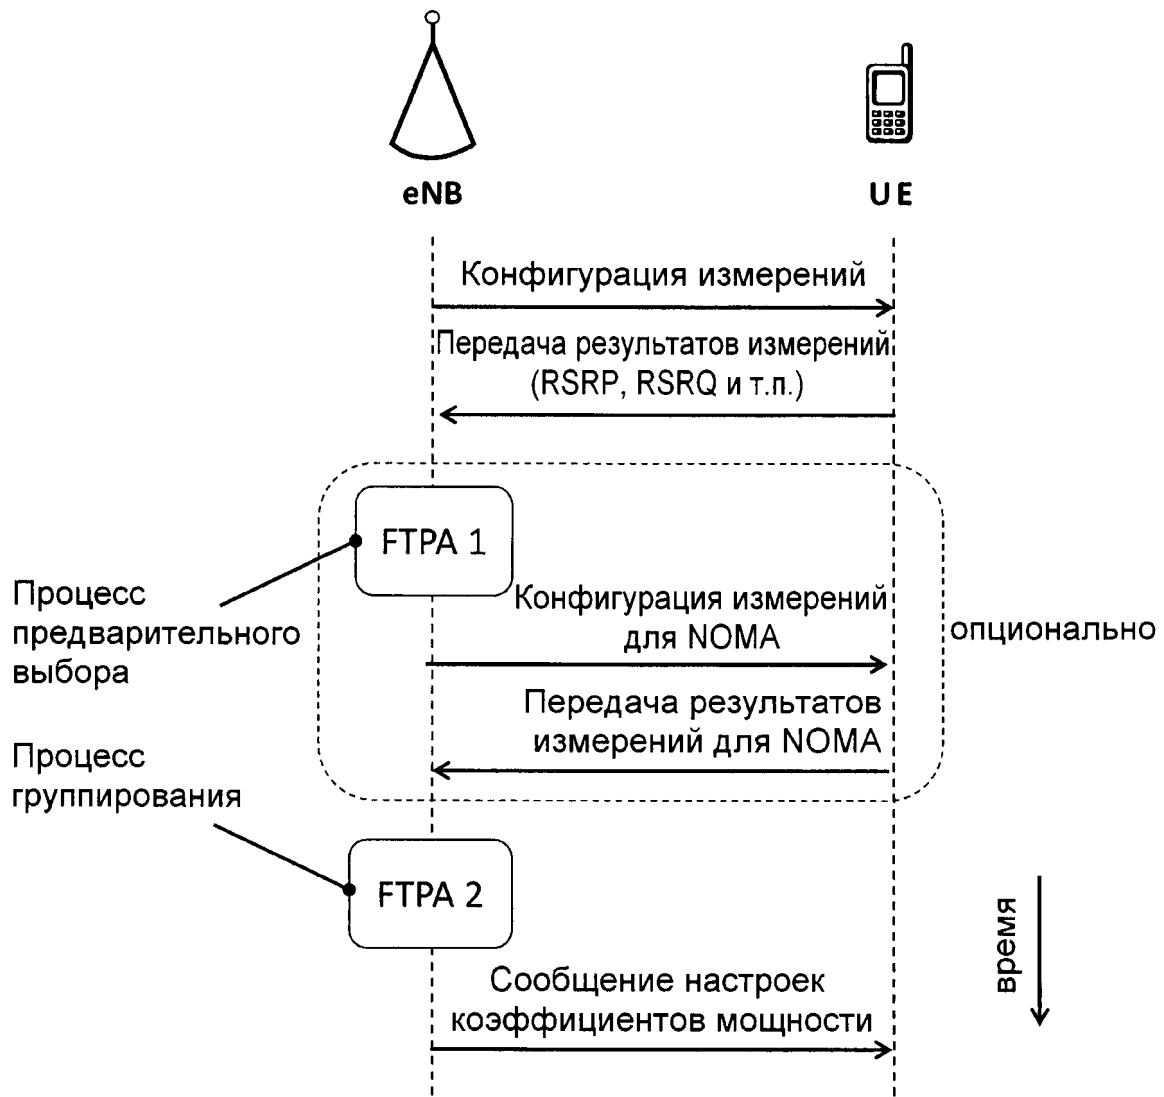 eNB
UE
Конфигурация измерений
Передача результатов измерений
(RSRP, RSRQ и т.п.)
FTPA 1
Процесс
предварительного
выбора
Конфигурация измерений
для NOMA
опционально
Передача результатов
измерений для NOMA
Процесс
группирования
FTPA 2
время
Сообщение настроек
коэффициентов мощности